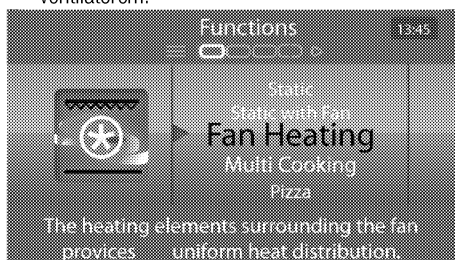 ventilatorom.
Functions 13:45
Static
Static with Fan
Fan Heating
Multi Cooking
Pizza
The heating elements surrounding the fan
provices uniform heat distribution.